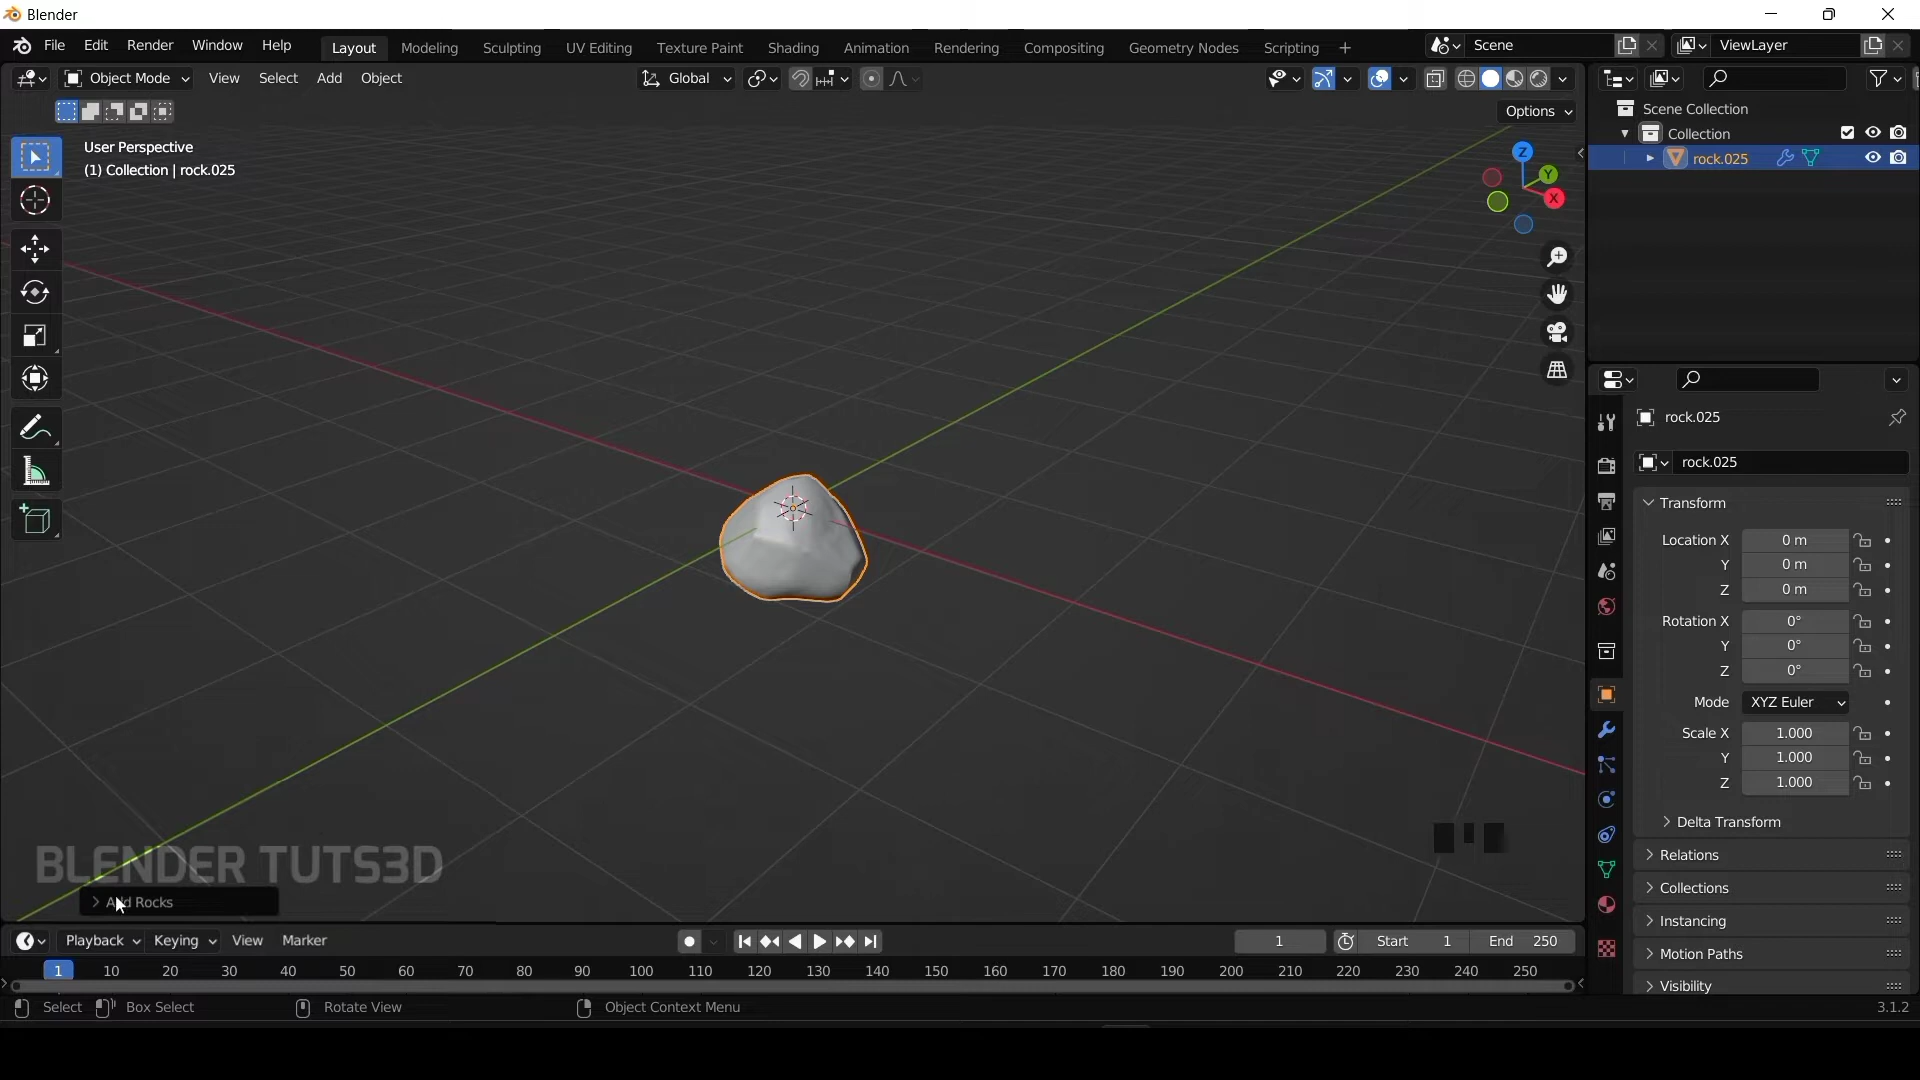 Blender
File Edit Render Window Help Layout Modeling Sculpting UV Editing Texture Paint Shading Animation Rendering Compositing Geometry Nodes Scripting + Scene ViewLayer
Object Mode View Select Add Object Global
Options
User Perspective
(1) Collection | rock.025
Z
Y
X
Scene Collection
Collection
rock.025
rock.025
rock.025
Transform
Location X 0 m
Y 0 m
Z 0 m
Rotation X 0°
Y 0°
Z 0°
Mode XYZ Euler
Scale X 1.000
Y 1.000
Z 1.000
Delta Transform
Relations
Collections
Instancing
Motion Paths
Visibility
BLENDER TUTS3D
Add Rocks
Playback Keying View Marker 1 Start 1 End 250
1 10 20 30 40 50 60 70 80 90 100 110 120 130 140 150 160 170 180 190 200 210 220 230 240 250
Select Box Select Rotate View Object Context Menu 3.1.2